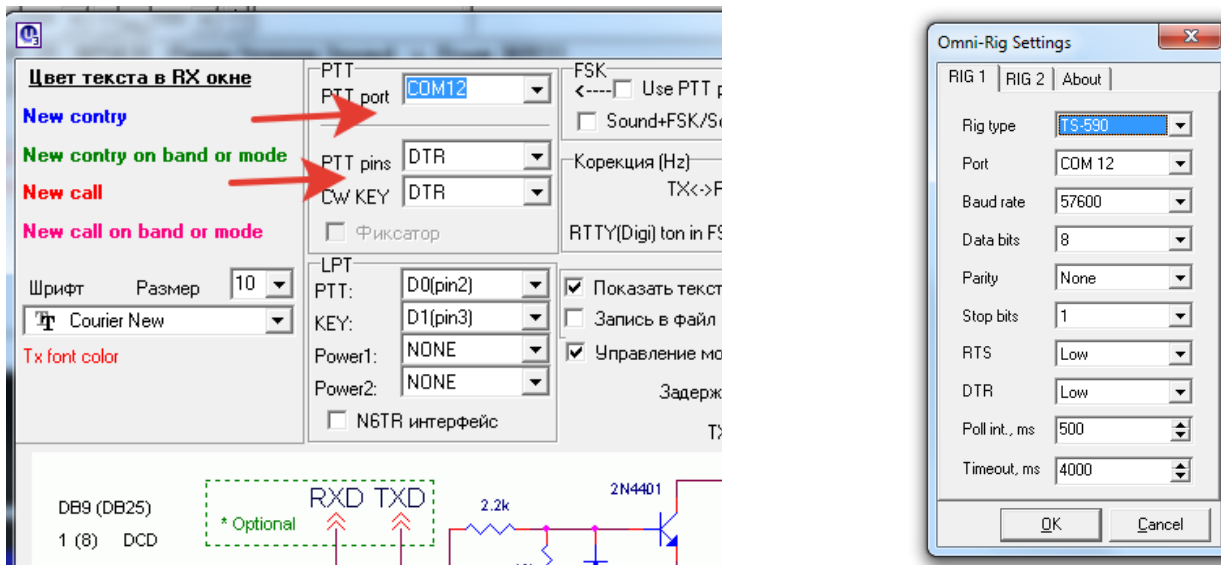 Цвет текста в RX окне
New contry
New contry on band or mode
New call
New call on band or mode
Шрифт
Размер
10
Courier New
Tx font color
PTT
PTT port
COM12
PTT pins
DTR
CW KEY
DTR
Фиксатор
LPT
PTT:
D0(pin2)
KEY:
D1(pin3)
Power1:
NONE
Power2:
NONE
N6TR интерфейс
FSK
<---- Use PTT
Sound+FSK/S
Корекция (Hz)
TX<->
RTTY(Digi) ton in
Показать текст
Запись в файл
Управление
DB9 (DB25)
1 (8) DCD
* Optional
RXD TXD
2.2k
2N4401
Omni-Rig Settings
RIG 1
RIG 2
About
Rig type
TS-590
Port
COM 12
Baud rate
57600
Data bits
8
Parity
None
Stop bits
1
RTS
Low
DTR
Low
Poll int., ms
500
Timeout, ms
4000
OK
Cancel